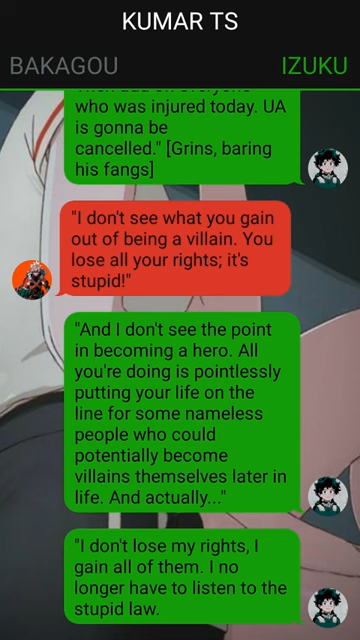 KUMAR TS
BAKAGOU
IZUKU
who was injured today. UA
is gonna be
cancelled." [Grins, baring
his fangs]
"I don't see what you gain
out of being a villain. You
lose all your rights; it's
stupid!"
"And I don't see the point
in becoming a hero. All
you're doing is pointlessly
putting your life on the
line for some nameless
people who could
potentially become
villains themselves later in
life. And actually..."
"I don't lose my rights, I
gain all of them. I no
longer have to listen to the
stupid law.